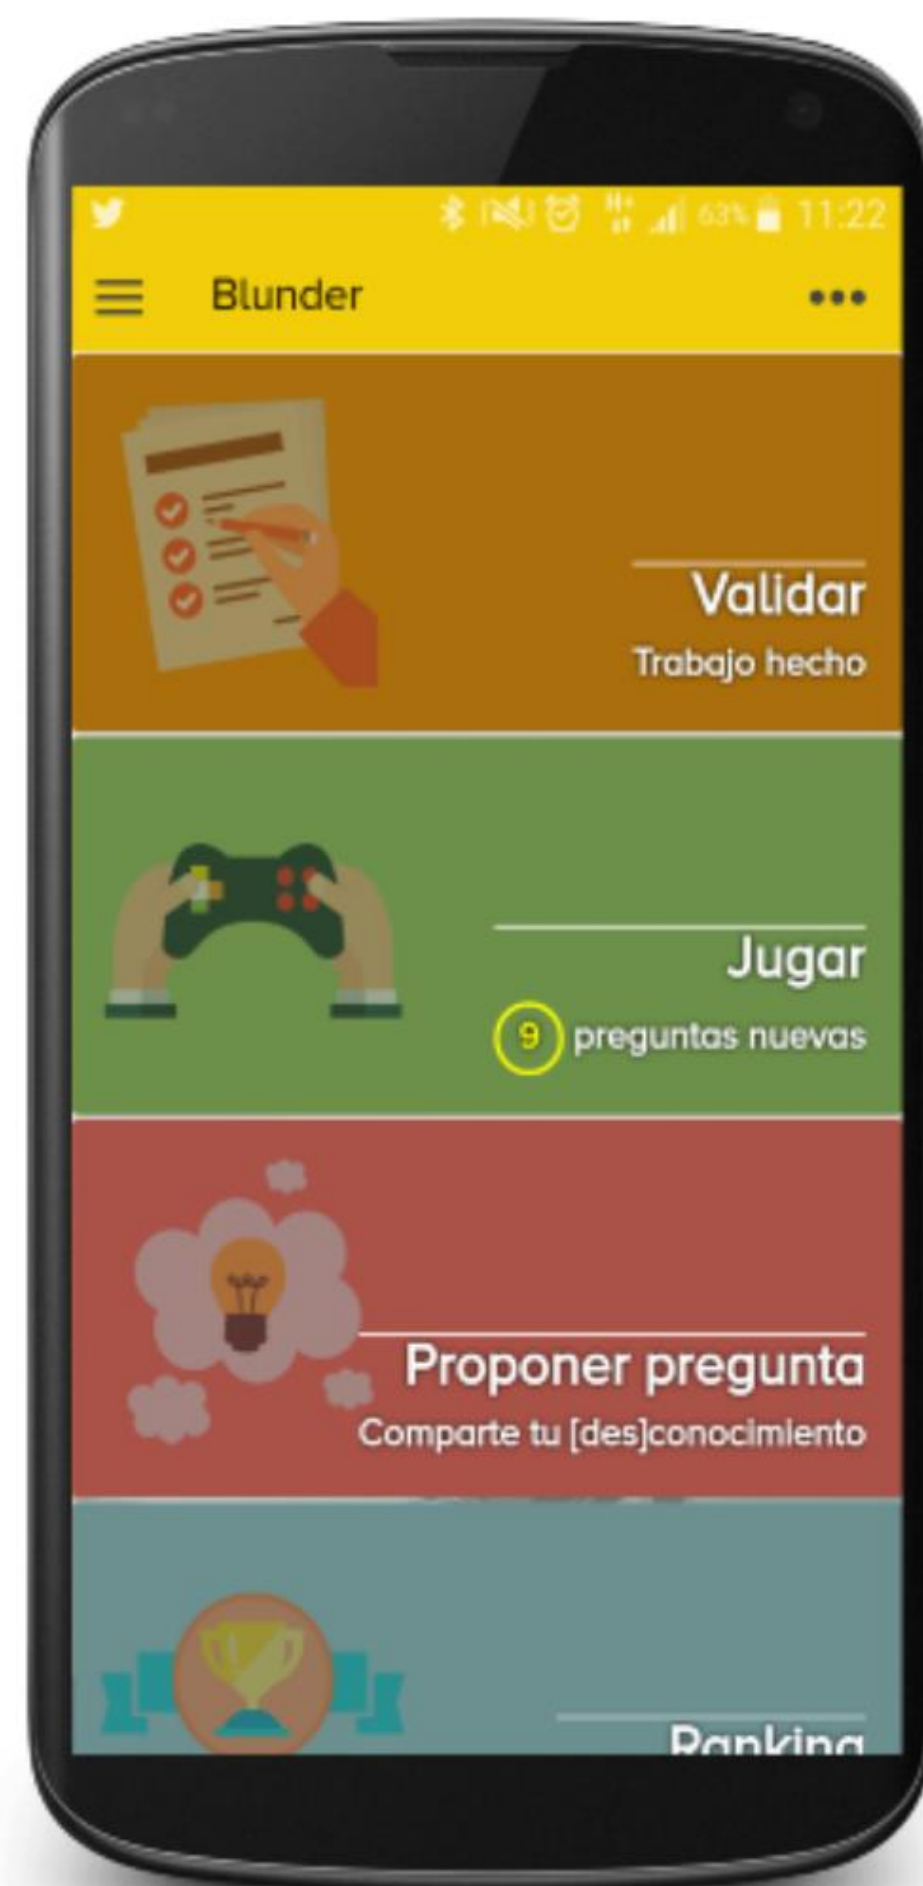 63% 11:22
Blunder
Validar
Trabajo hecho
Jugar
9 preguntas nuevas
Proponer pregunta
Comparte tu [des]conocimiento
Ranking